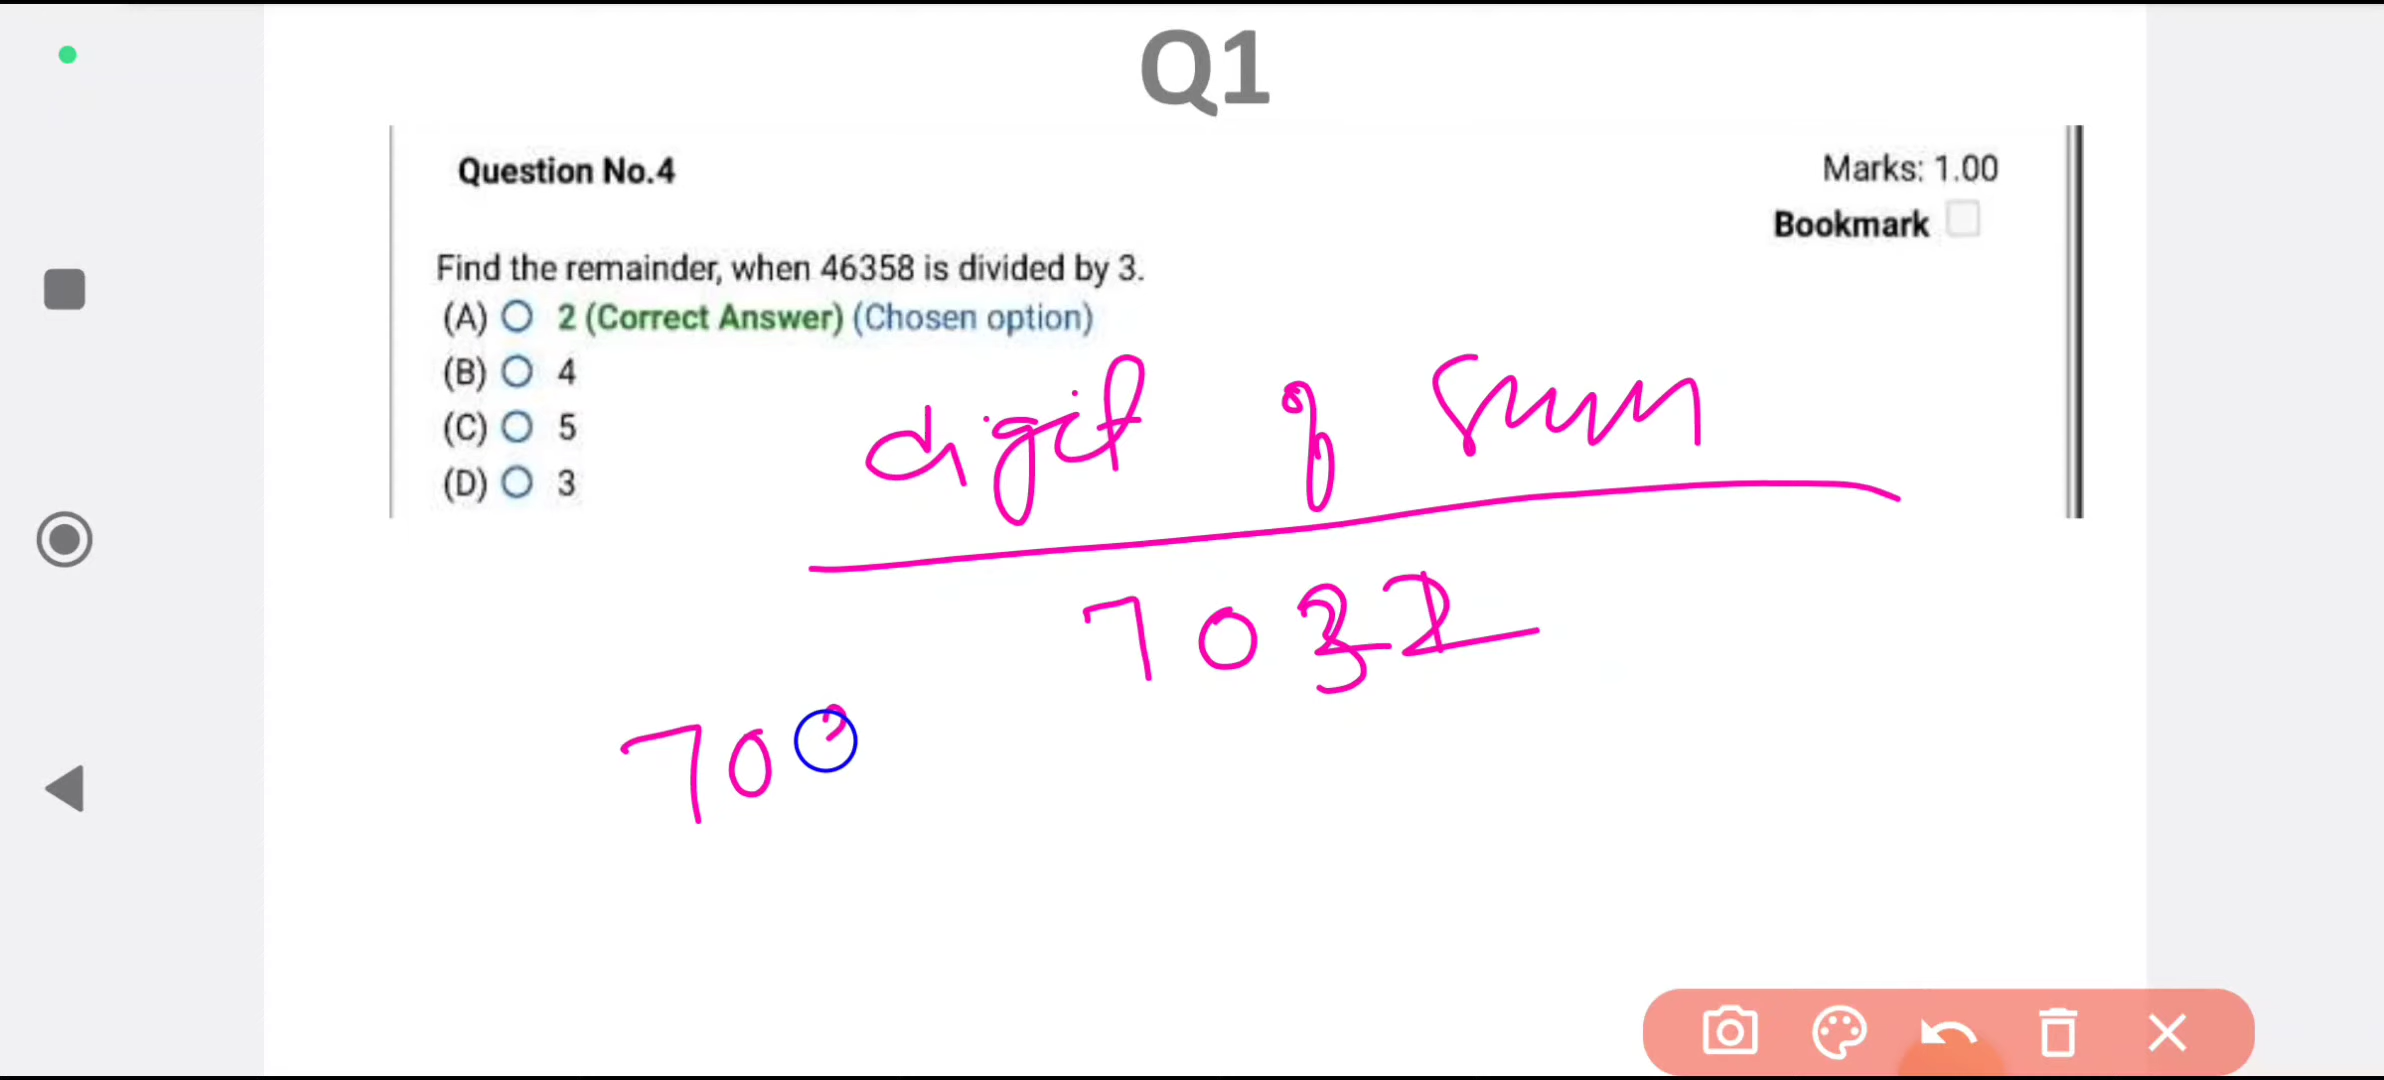 Q1
Question No.4
Marks: 1.00
Bookmark
Find the remainder, when 46358 is divided by 3.
(A) 2 (Correct Answer) (Chosen option)
(B) 4
(C) 5
(D) 3
digit of sum
70